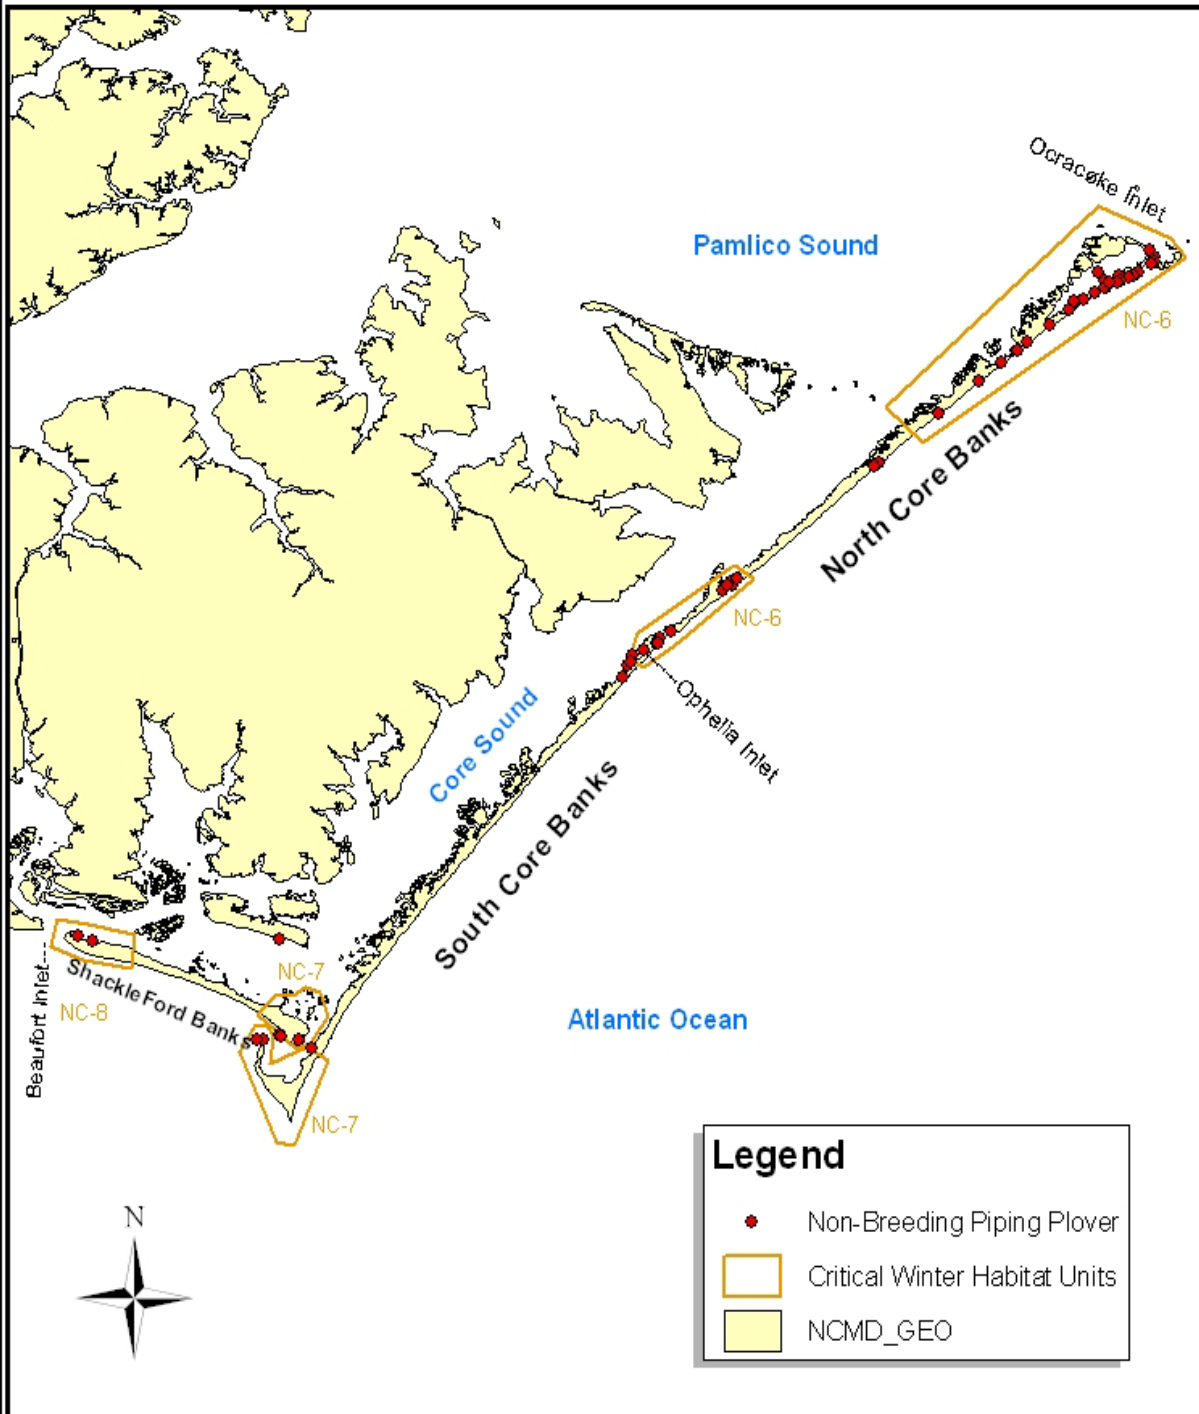 Ocracoke Inlet
Pamlico Sound
NC-6
North Core Banks
NC-6
Ophelia Inlet
Core Sound
South Core Banks
NC-7
Shackle Ford Banks
NC-8
Beaufort Inlet
Atlantic Ocean
NC-7
Legend
Non-Breeding Piping Plover
Critical Winter Habitat Units
NCMD_GEO
N